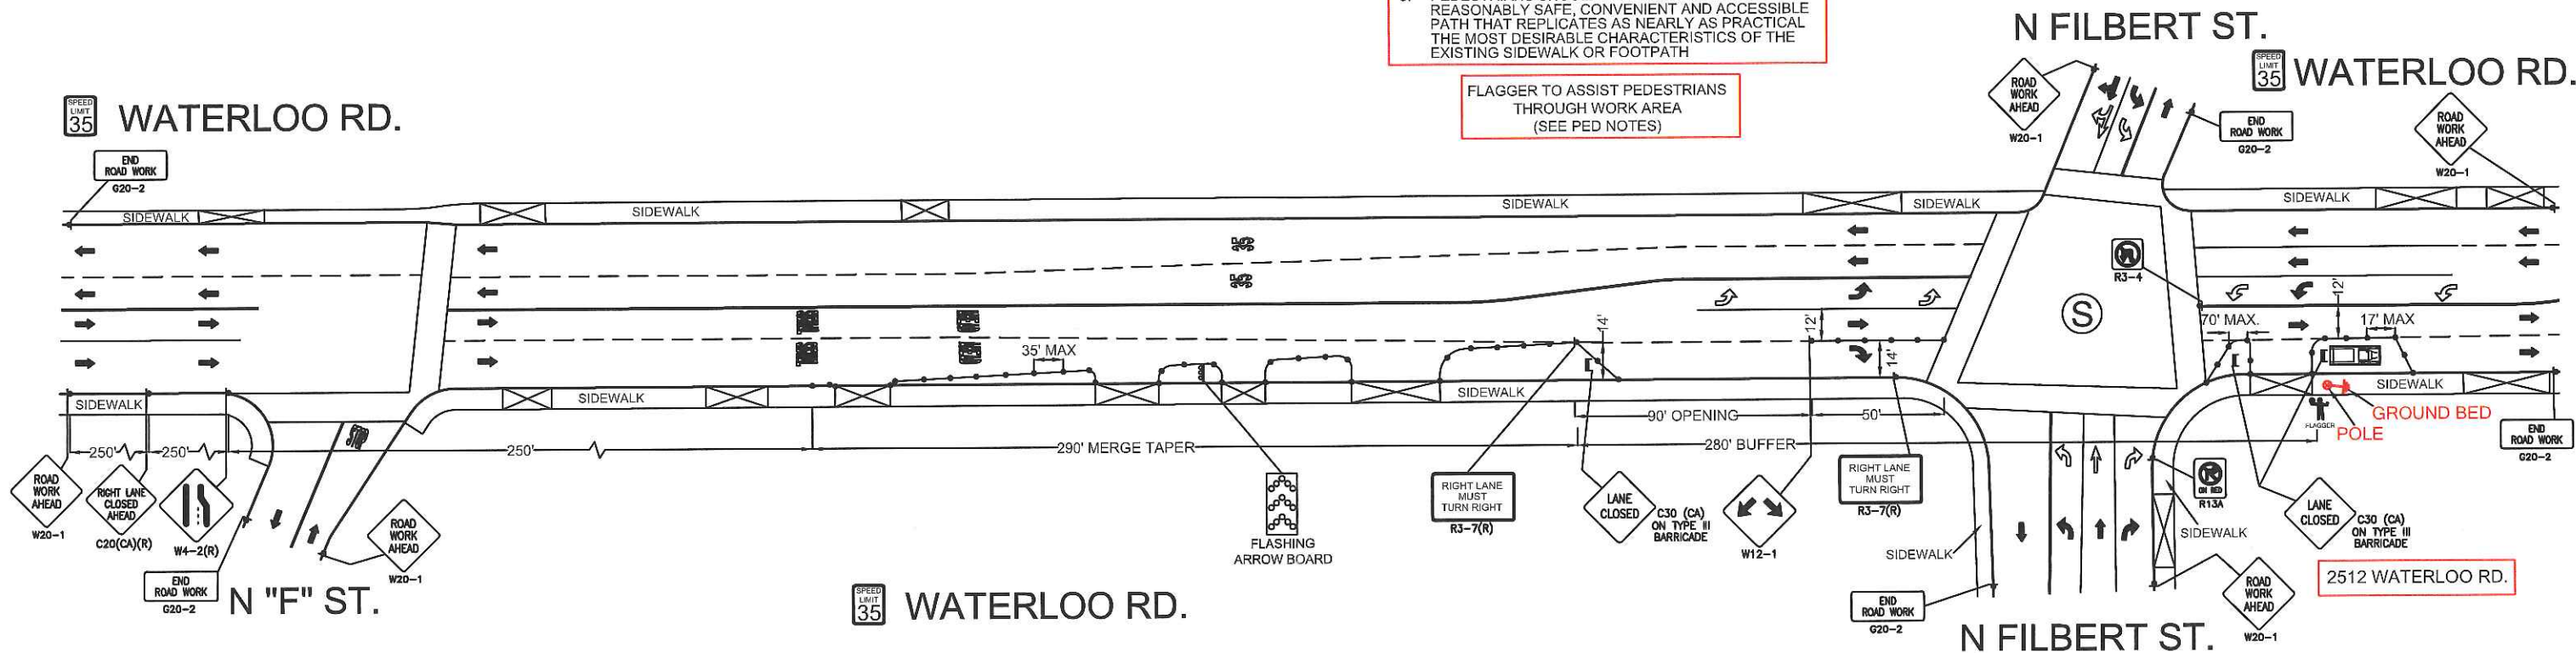 REASONABLY SAFE, CONVENIENT AND ACCESSIBLE
PATH THAT REPLICATES AS NEARLY AS PRACTICAL
THE MOST DESIRABLE CHARACTERISTICS OF THE
EXISTING SIDEWALK OR FOOTPATH
FLAGGER TO ASSIST PEDESTRIANS
THROUGH WORK AREA
(SEE PED NOTES)
N FILBERT ST.
SPEED
LIMIT
35
WATERLOO RD.
SPEED
LIMIT
35
WATERLOO RD.
ROAD
WORK
AHEAD
W20-1
END
ROAD WORK
G20-2
ROAD
WORK
AHEAD
W20-1
END
ROAD WORK
G20-2
SIDEWALK
SIDEWALK
SIDEWALK
SIDEWALK
SIDEWALK
R3-4
S
12'
70' MAX.
17' MAX
14'
12'
14'
35' MAX
SIDEWALK
SIDEWALK
SIDEWALK
SIDEWALK
GROUND BED
POLE
FLAGGER
90' OPENING
50'
250'
250'
250'
290' MERGE TAPER
280' BUFFER
STOP
ROAD
WORK
AHEAD
W20-1
RIGHT LANE
CLOSED
AHEAD
C20(CA)(R)
W4-2(R)
END
ROAD WORK
G20-2
ROAD
WORK
AHEAD
W20-1
N "F" ST.
FLASHING
ARROW BOARD
RIGHT LANE
MUST
TURN RIGHT
R3-7(R)
LANE
CLOSED
C30 (CA)
ON TYPE III
BARRICADE
W12-1
RIGHT LANE
MUST
TURN RIGHT
R3-7(R)
SIDEWALK
SIDEWALK
ON RED
R13A
LANE
CLOSED
C30 (CA)
ON TYPE III
BARRICADE
END
ROAD WORK
G20-2
2512 WATERLOO RD.
SPEED
LIMIT
35
WATERLOO RD.
END
ROAD WORK
G20-2
ROAD
WORK
AHEAD
W20-1
N FILBERT ST.